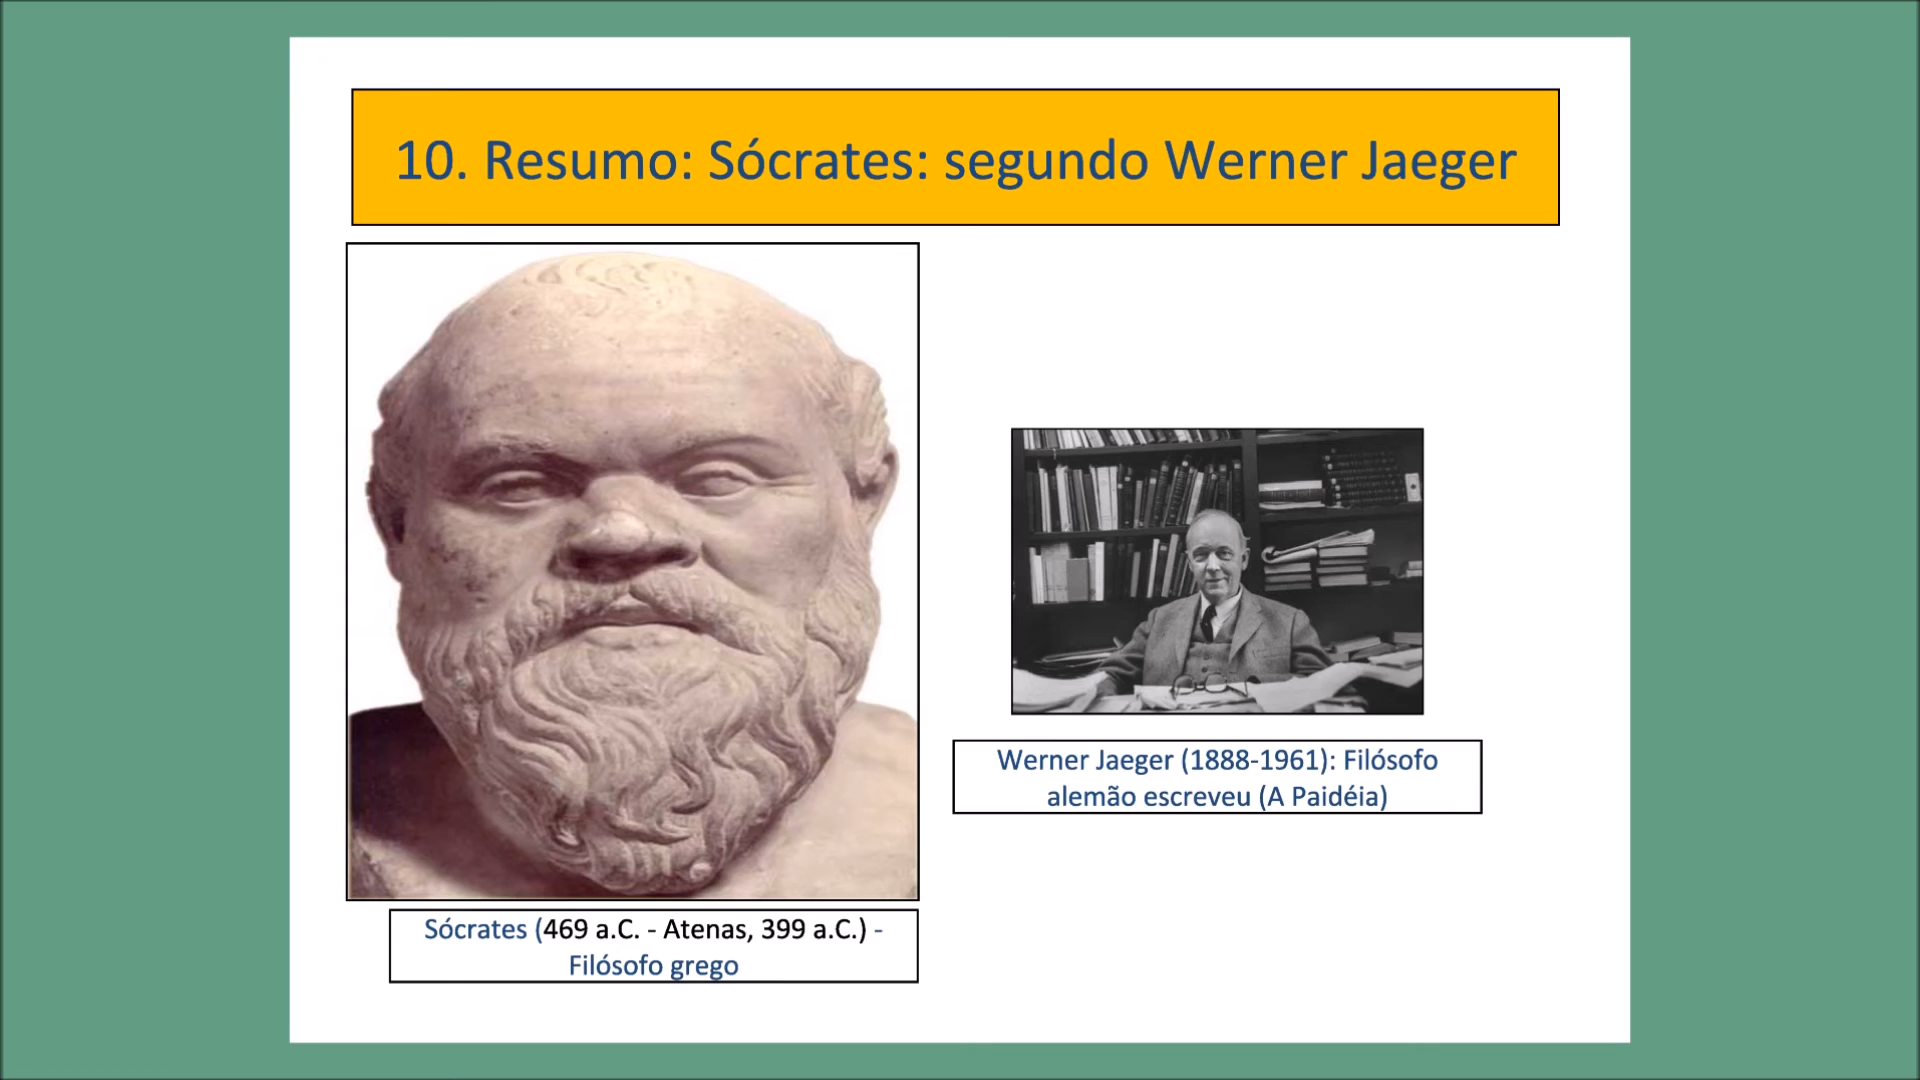 10. Resumo: Sócrates: segundo Werner Jaeger
Werner Jaeger (1888-1961): Filósofo
alemão escreveu (A Paidéia)
Sócrates (469 a.C. - Atenas, 399 a.C.) -
Filósofo grego